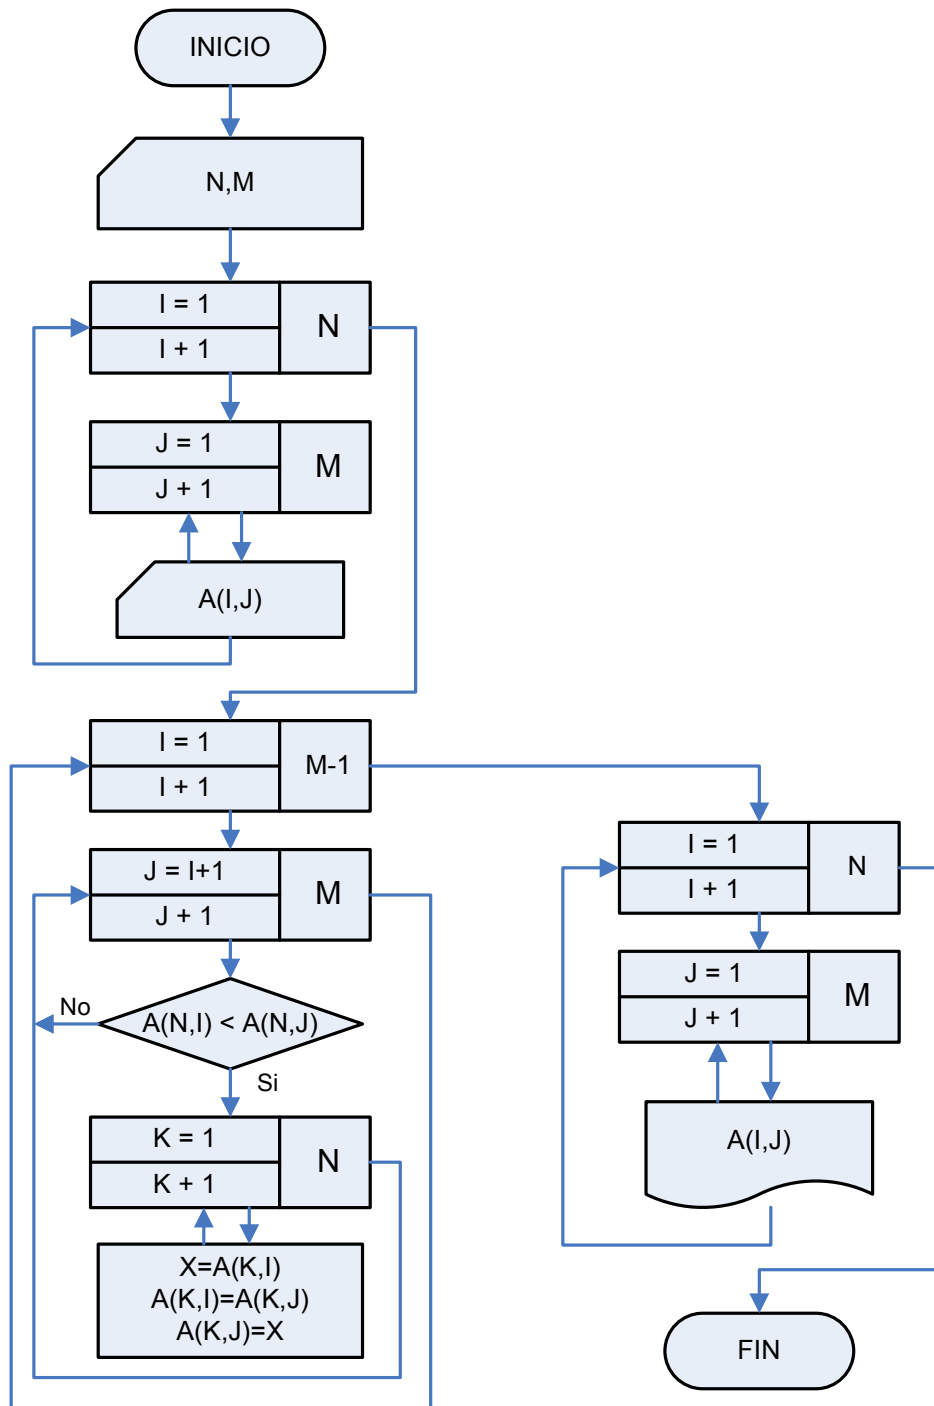 INICIO
N,M
I = 1
N
I + 1
J = 1
M
J + 1
A(I,J)
I = 1
M-1
I + 1
J = I+1
M
J + 1
No
A(N,I) < A(N,J)
Si
K = 1
N
K + 1
X=A(K,I)
A(K,I)=A(K,J)
A(K,J)=X
I = 1
N
I + 1
J = 1
M
J + 1
A(I,J)
FIN